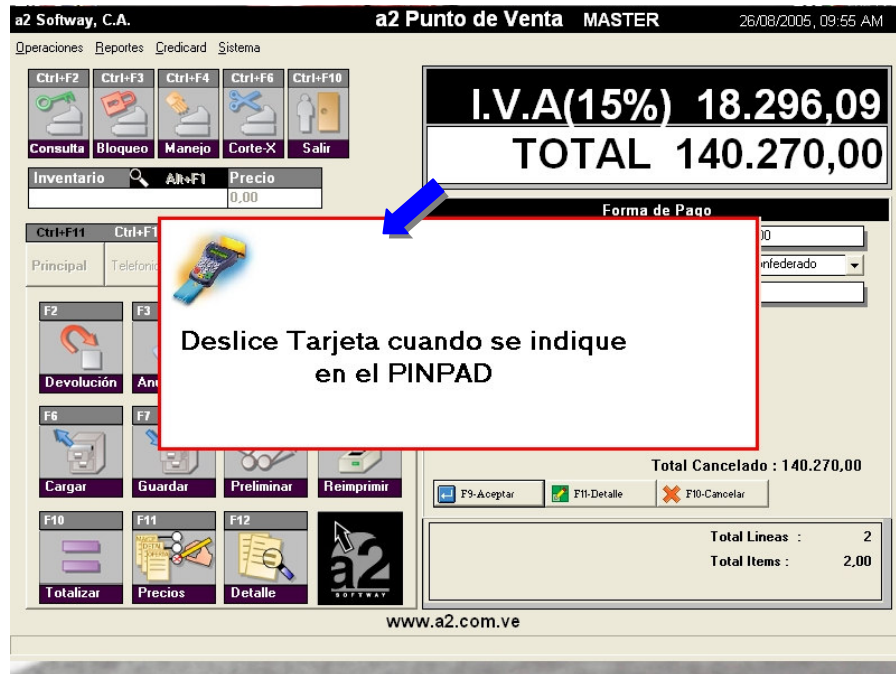 a2 Softway, C.A.
a2 Punto de Venta MASTER
26/08/2005, 09:55 AM
Operaciones Reportes Credicard Sistema
Ctrl+F2 Ctrl+F3 Ctrl+F4 Ctrl+F6 Ctrl+F10
Consulta Bloqueo Manejo Corte-X Salir
I.V.A(15%) 18.296,09
TOTAL 140.270,00
Inventario Alt+F1 Precio
0,00
Forma de Pago
Ctrl+F11
Principal
Deslice Tarjeta cuando se indique
en el PINPAD
F2 F3
Devolución
F6 F7
Cargar Guardar Preliminar Reimprimir
Total Cancelado : 140.270,00
F9-Aceptar F11-Detalle F10-Cancelar
F10 F11 F12
Totalizar Precios Detalle
a2
SOFTWAY
Total Lineas : 2
Total Items : 2,00
www.a2.com.ve